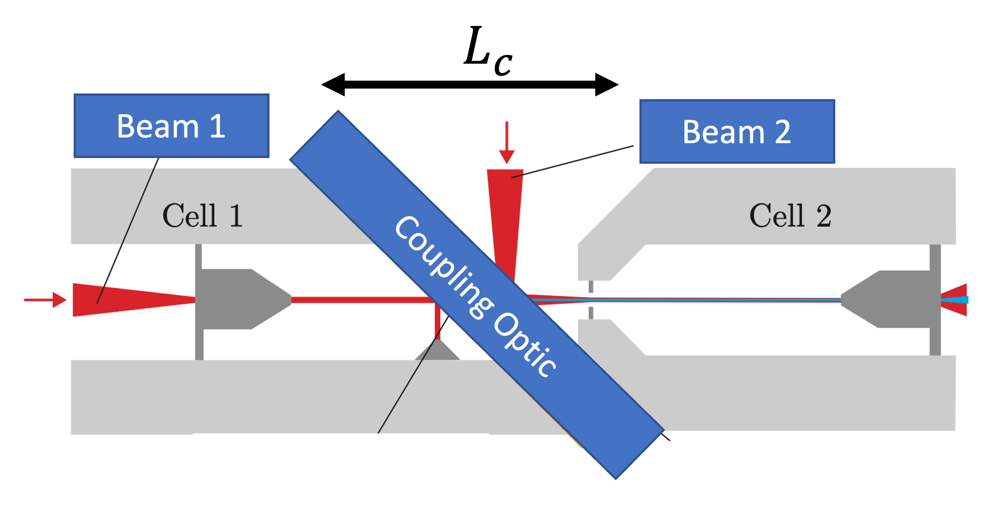 L_c
Beam 1
Beam 2
Cell 1
Cell 2
Coupling Optic